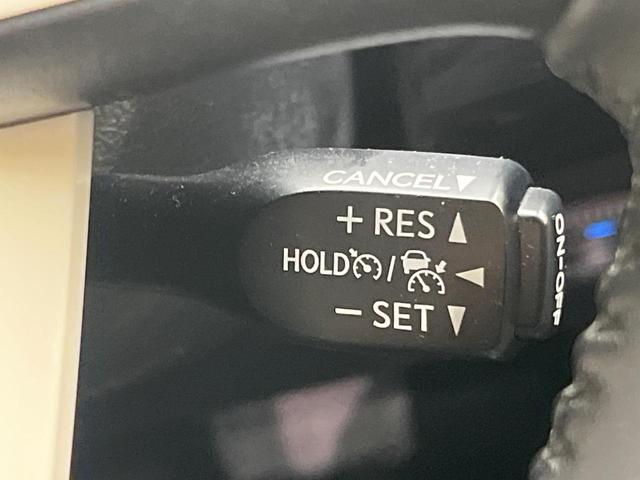 CANCEL▼
+ RES ▲
HOLD / ◄
− SET ▼
ON-OFF